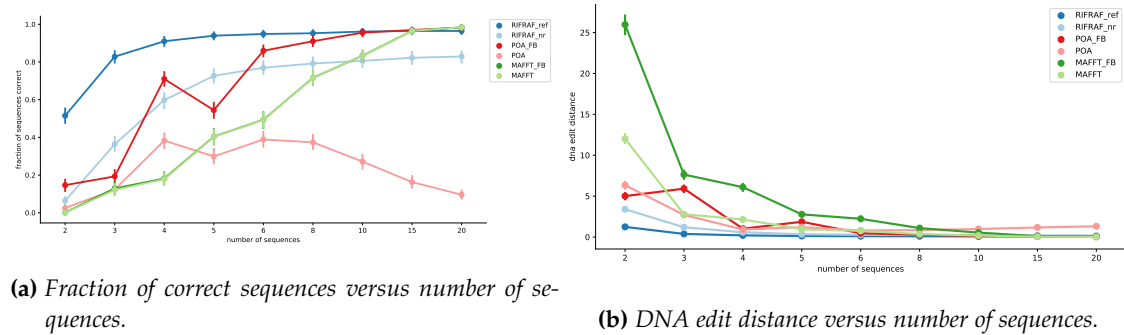 1.0
0.8
0.6
0.4
0.2
0.0
fraction of sequences correct
2 3 4 5 6 8 10 15 20
number of sequences
RIFRAF_ref
RIFRAF_nr
POA_FB
POA
MAFFT_FB
MAFFT
(a) Fraction of correct sequences versus number of se-
quences.
25
20
15
10
5
0
dna edit distance
2 3 4 5 6 8 10 15 20
number of sequences
RIFRAF_ref
RIFRAF_nr
POA_FB
POA
MAFFT_FB
MAFFT
(b) DNA edit distance versus number of sequences.